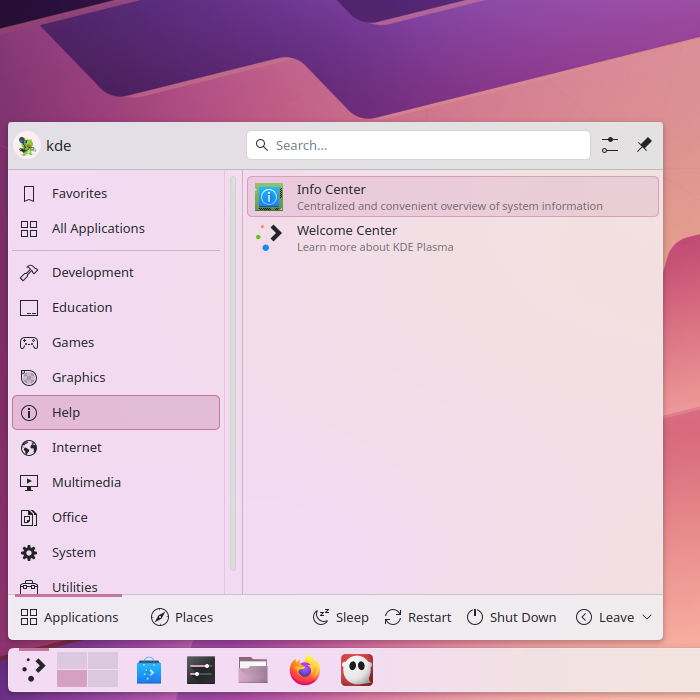 kde
Search...
Favorites
All Applications
Development
Education
Games
Graphics
Help
Internet
Multimedia
Office
System
Utilities
Info Center
Centralized and convenient overview of system information
Welcome Center
Learn more about KDE Plasma
Applications
Places
Sleep
Restart
Shut Down
Leave